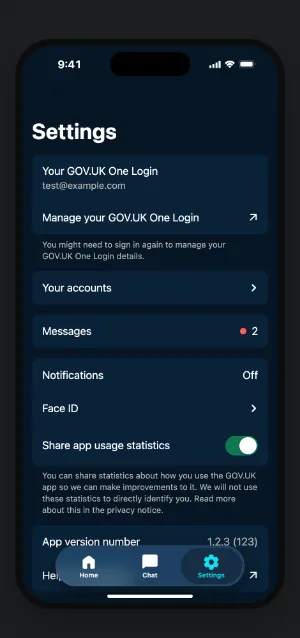 9:41
Settings
Your GOV.UK One Login
test@example.com
Manage your GOV.UK One Login
You might need to sign in again to manage your
GOV.UK One Login details.
Your accounts
Messages 2
Notifications Off
Face ID
Share app usage statistics
You can share statistics about how you use the GOV.UK
app so we can make improvements to it. We will not use
these statistics to directly identify you. Read more
about this in the privacy notice.
App version number 1.2.3 (123)
Home Chat Settings